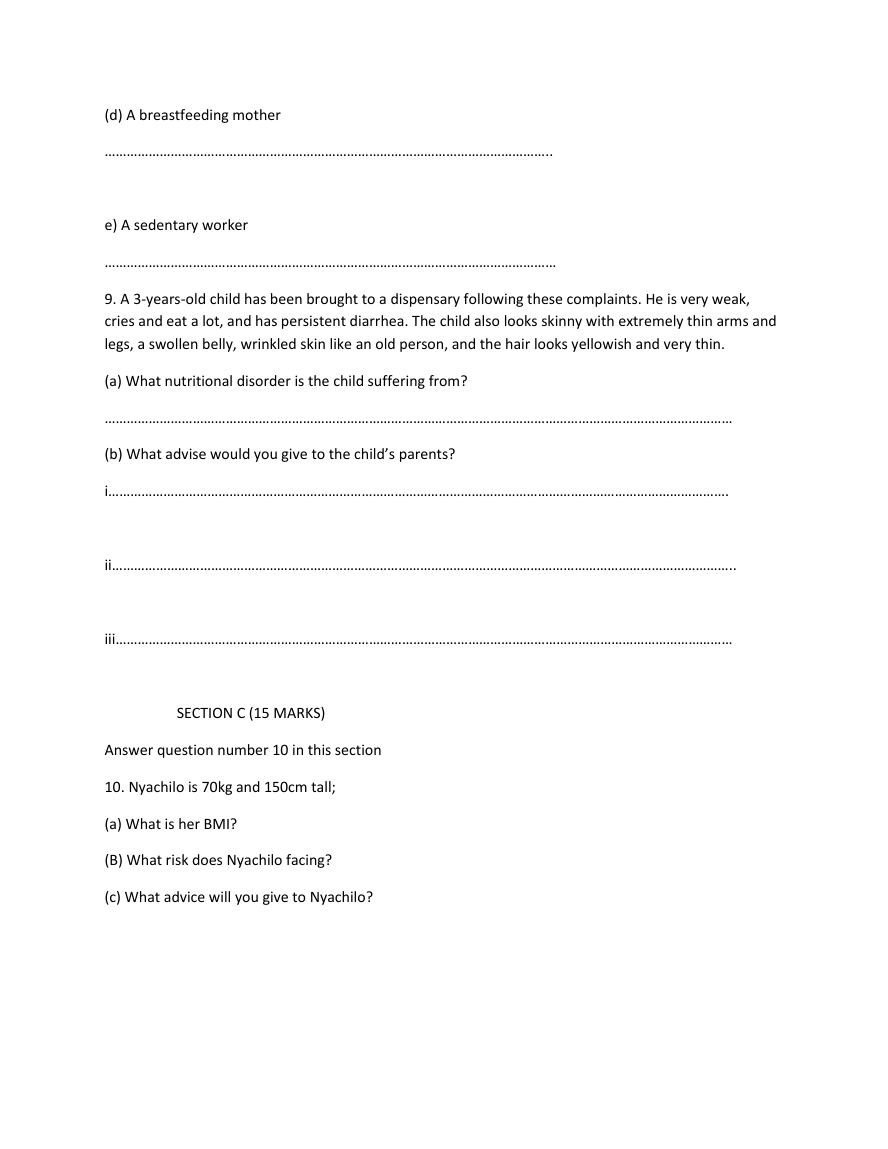 (d) A breastfeeding mother
…………………………………………………………………………………………………………..
e) A sedentary worker
……………………………………………………………………………………………………………
9. A 3-years-old child has been brought to a dispensary following these complaints. He is very weak,
cries and eat a lot, and has persistent diarrhea. The child also looks skinny with extremely thin arms and
legs, a swollen belly, wrinkled skin like an old person, and the hair looks yellowish and very thin.
(a) What nutritional disorder is the child suffering from?
………………………………………………………………………………………………………………………………………………………
(b) What advise would you give to the child’s parents?
i…………………………………………………………………………………………………………………………………………………….
ii……………………………………………………………………………………………………………………………………………………..
iii……………………………………………………………………………………………………………………………………………………
SECTION C (15 MARKS)
Answer question number 10 in this section
10. Nyachilo is 70kg and 150cm tall;
(a) What is her BMI?
(B) What risk does Nyachilo facing?
(c) What advice will you give to Nyachilo?